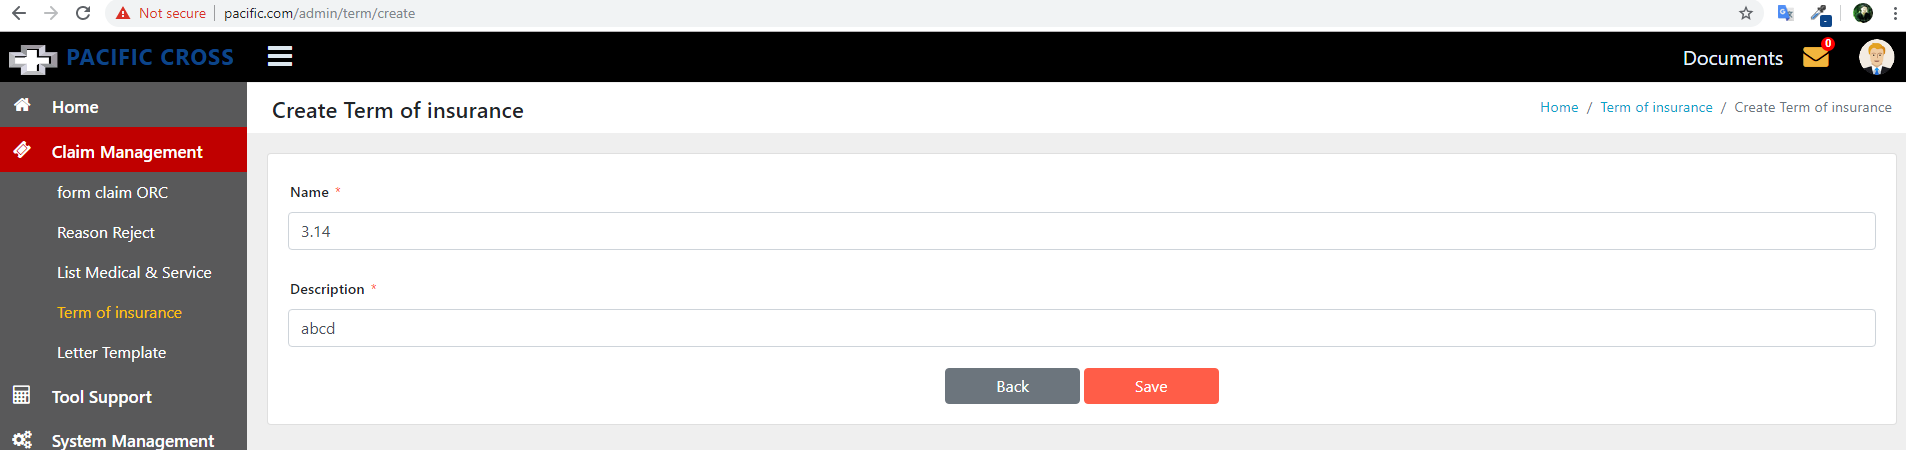 Not secure | pacific.com/admin/term/create
PACIFIC CROSS
Documents
0
Home
Claim Management
form claim ORC
Reason Reject
List Medical & Service
Term of insurance
Letter Template
Tool Support
System Management
Create Term of insurance
Home / Term of insurance / Create Term of insurance
Name *
3.14
Description *
abcd
Back
Save